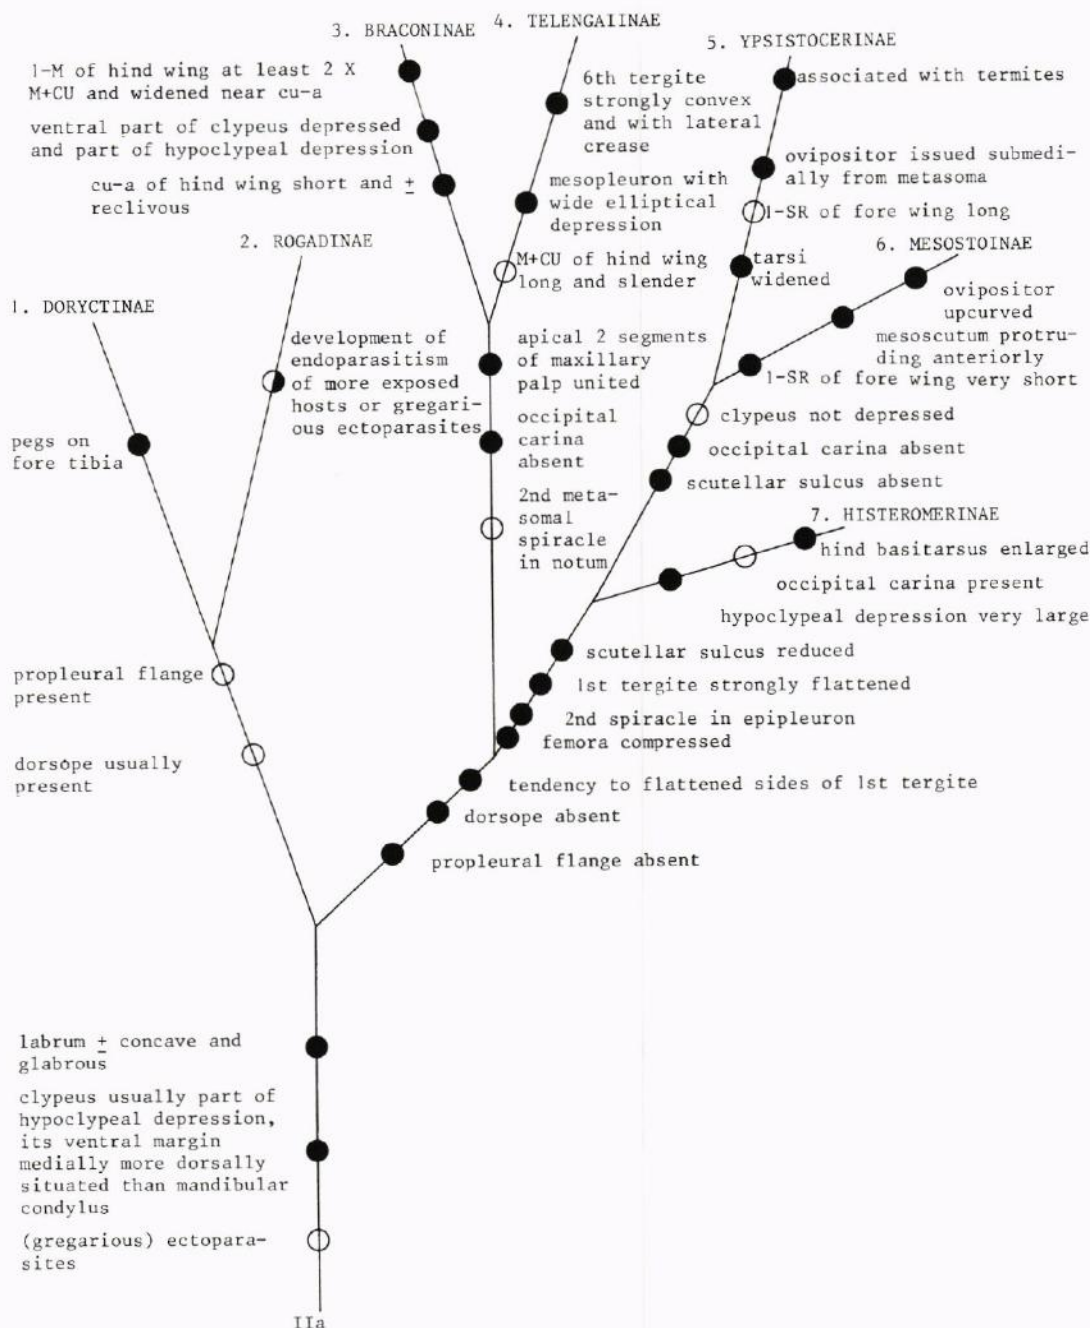 3. BRACONINAE
4. TELENGAIINAE
5. YPSISTOCERINAE
1-M of hind wing at least 2 X
M+CU and widened near cu-a
ventral part of clypeus depressed
and part of hypoclypeal depression
cu-a of hind wing short and ±
reclivous
6th tergite
strongly convex
and with lateral
crease
mesopleuron with
wide elliptical
depression
M+CU of hind wing
long and slender
associated with termites
ovipositor issued submedi-
ally from metasoma
1-SR of fore wing long
tarsi
widened
2. ROGADINAE
6. MESOSTOINAE
ovipositor
upcurved
mesoscutum protru-
ding anteriorly
1-SR of fore wing very short
1. DORYCTINAE
development of
endoparasitism
of more exposed
hosts or gregari-
ous ectoparasites
apical 2 segments
of maxillary
palp united
occipital
carina
absent
2nd meta-
somal
spiracle
in notum
clypeus not depressed
occipital carina absent
scutellar sulcus absent
pegs on
fore tibia
7. HISTEROMERINAE
hind basitarsus enlarged
occipital carina present
hypoclypeal depression very large
scutellar sulcus reduced
1st tergite strongly flattened
2nd spiracle in epipleuron
femora compressed
propleural flange
present
dorsope usually
present
tendency to flattened sides of 1st tergite
dorsope absent
propleural flange absent
labrum ± concave and
glabrous
clypeus usually part of
hypoclypeal depression,
its ventral margin
medially more dorsally
situated than mandibular
condylus
(gregarious) ectopara-
sites
IIa